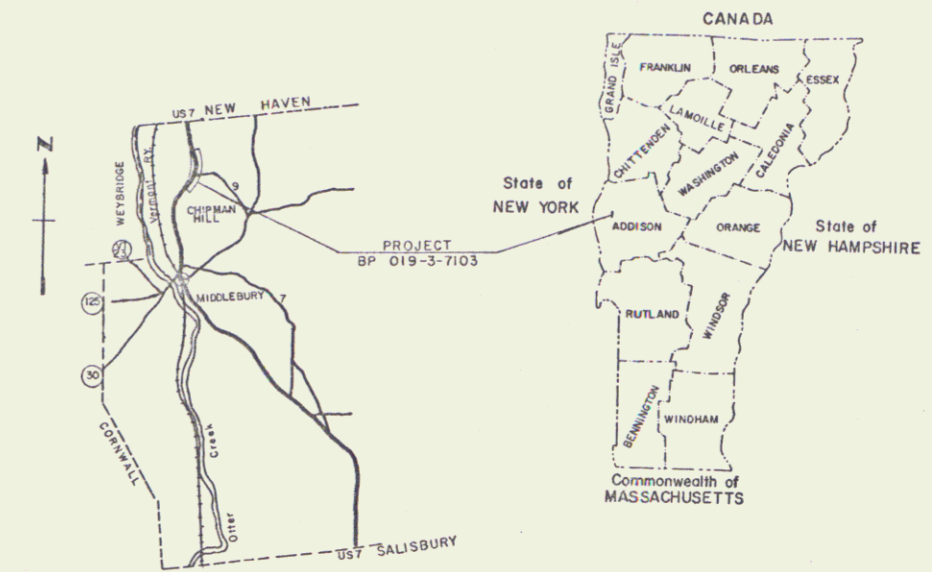 CANADA
GRAND ISLE
FRANKLIN
ORLEANS
ESSEX
LAMOILLE
CHITTENDEN
WASHINGTON
CALEDONIA
State of
NEW YORK
ADDISON
ORANGE
State of
NEW HAMPSHIRE
RUTLAND
WINDSOR
BENNINGTON
WINDHAM
Commonwealth of
MASSACHUSETTS
N
US7 NEW HAVEN
WEYBRIDGE
Vermont RY.
9
CHIPMAN
HILL
PROJECT
BP 019-3-7103
125
MIDDLEBURY
7
30
CORNWALL
Otter Creek
US7 SALISBURY